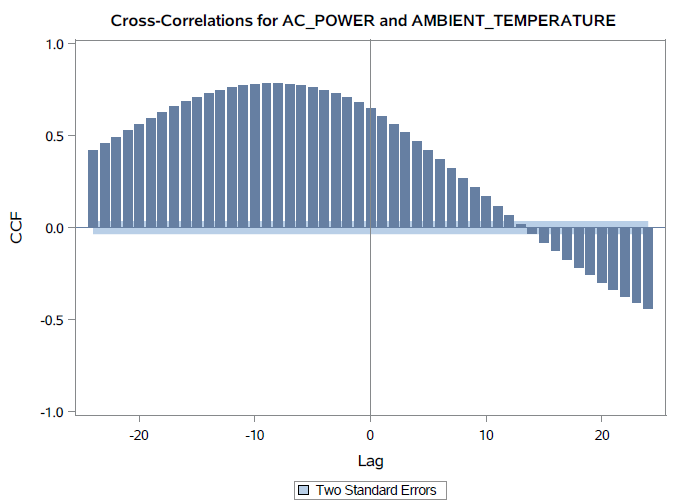 Cross-Correlations for AC_POWER and AMBIENT_TEMPERATURE
1.0
0.5
0.0
-0.5
-1.0
CCF
-20 -10 0 10 20
Lag
Two Standard Errors